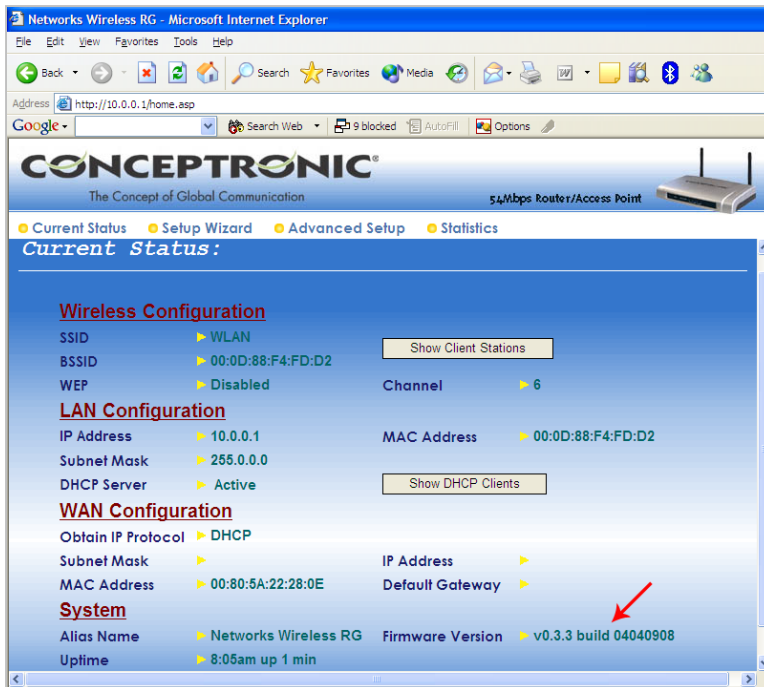 Networks Wireless RG - Microsoft Internet Explorer
File Edit View Favorites Tools Help
Back Search Favorites Media W
Address http://10.0.0.1/home.asp
Google Search Web 9 blocked AutoFill Options
CONCEPTRONIC®
The Concept of Global Communication 54Mbps Router/Access Point
Current Status Setup Wizard Advanced Setup Statistics
Current Status:
Wireless Configuration
SSID WLAN Show Client Stations
BSSID 00:0D:88:F4:FD:D2
WEP Disabled Channel 6
LAN Configuration
IP Address 10.0.0.1 MAC Address 00:0D:88:F4:FD:D2
Subnet Mask 255.0.0.0
DHCP Server Active Show DHCP Clients
WAN Configuration
Obtain IP Protocol DHCP
Subnet Mask IP Address
MAC Address 00:80:5A:22:28:0E Default Gateway
System
Alias Name Networks Wireless RG Firmware Version v0.3.3 build 04040908
Uptime 8:05am up 1 min